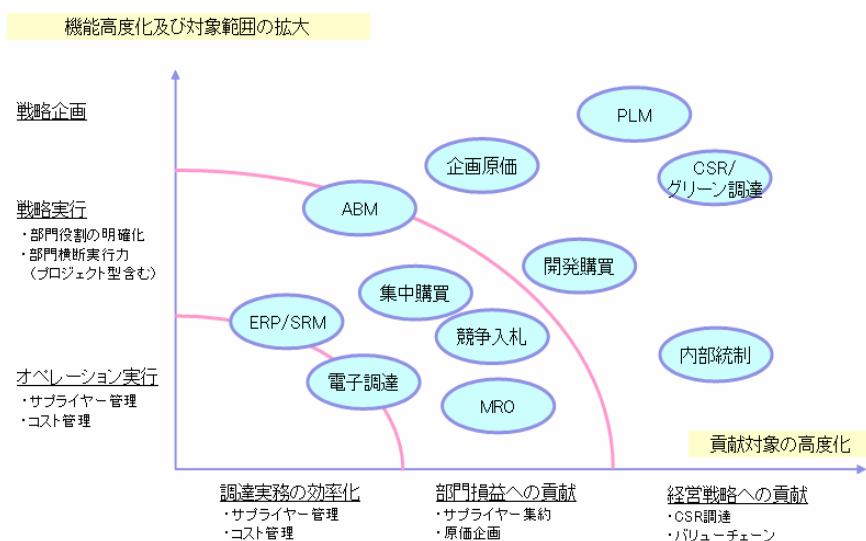 機能高度化及び対象範囲の拡大
戦略企画
PLM
企画原価
CSR/
グリーン調達
戦略実行
・部門役割の明確化
・部門横断実行力
（プロジェクト型含む）
ABM
開発購買
集中購買
ERP/SRM
競争入札
内部統制
オペレーション実行
・サプライヤー管理
・コスト管理
電子調達
MRO
貢献対象の高度化
調達実務の効率化
・サプライヤー管理
・コスト管理
部門損益への貢献
・サプライヤー集約
・原価企画
経営戦略への貢献
・CSR調達
・バリューチェーン